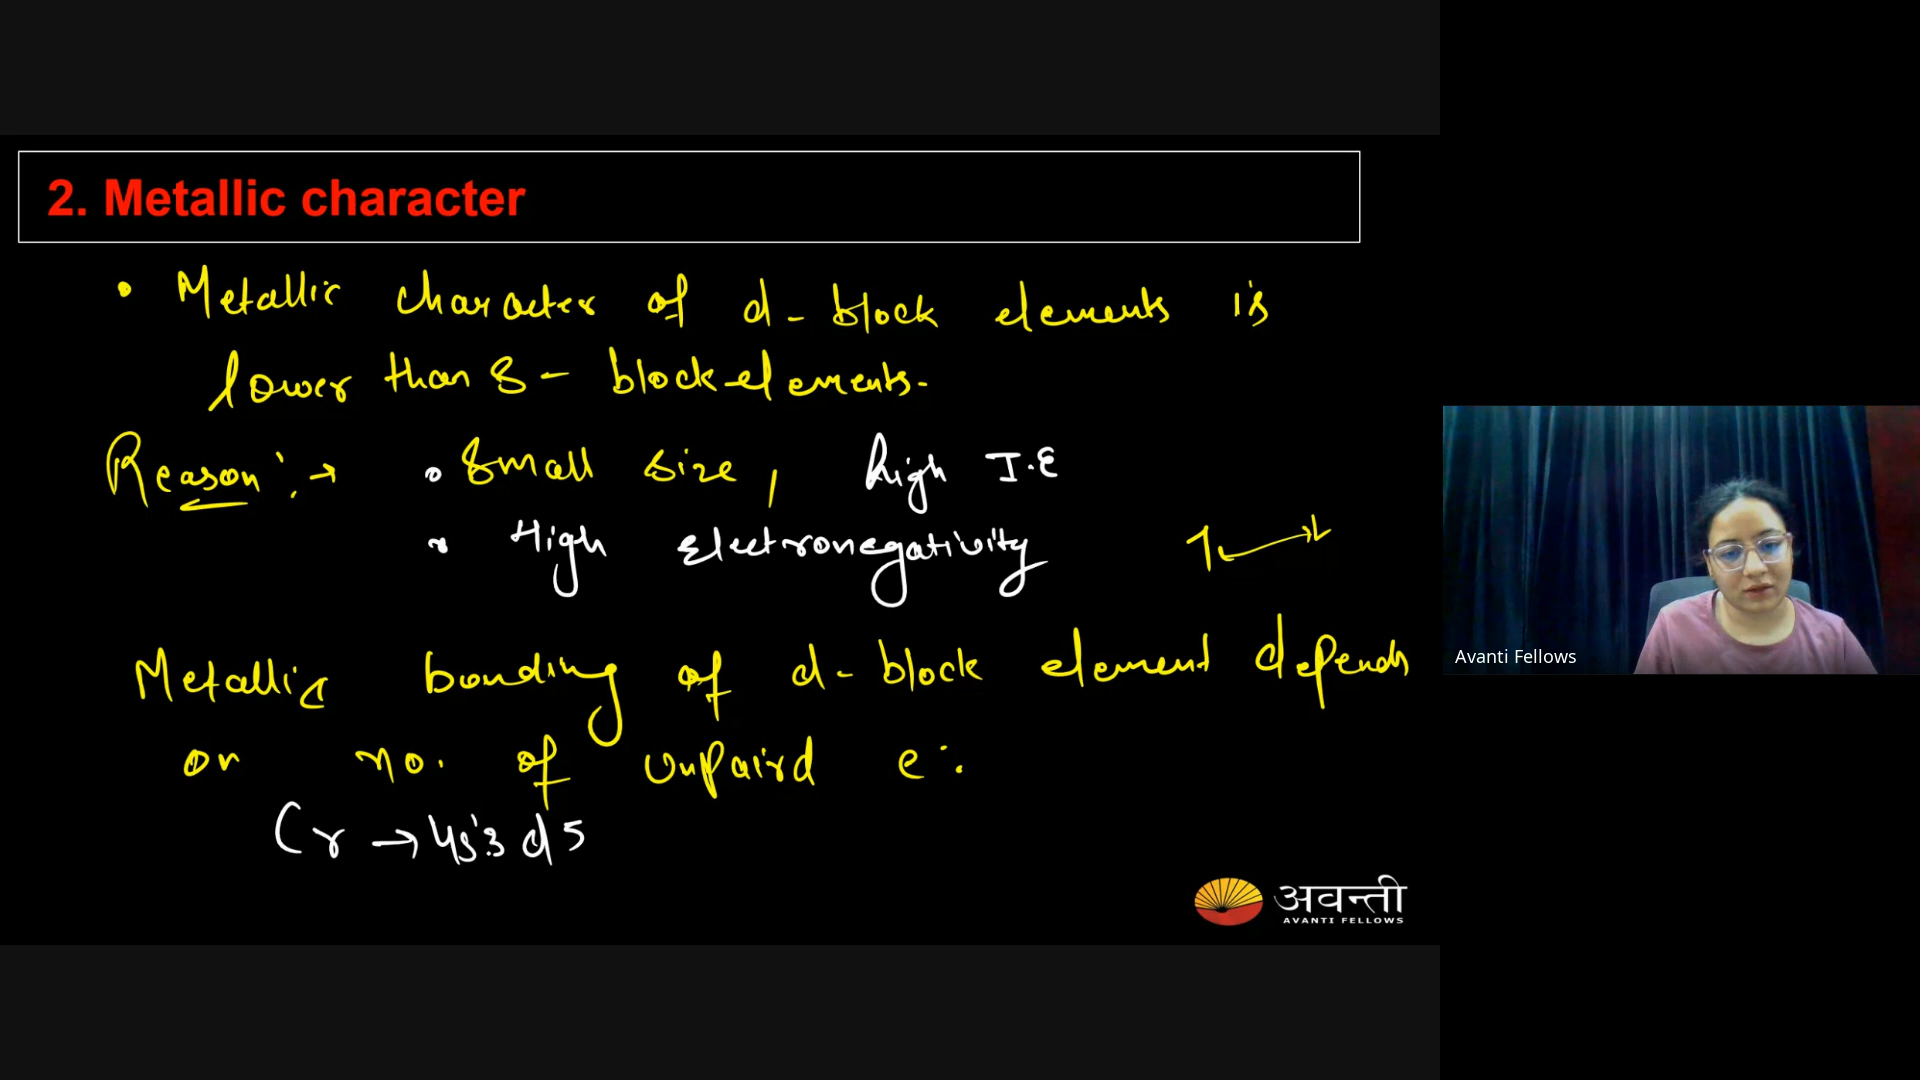 2. Metallic character
• Metallic character of d-block elements is
lower than s- block elements.
Reason:→ • Small size, high I.E
• High Electronegativity
Metallic bonding of d-block element depends
on no. of unpaird e⁻.
Cr → 4s¹3d5
अवन्ती
AVANTI FELLOWS
Avanti Fellows